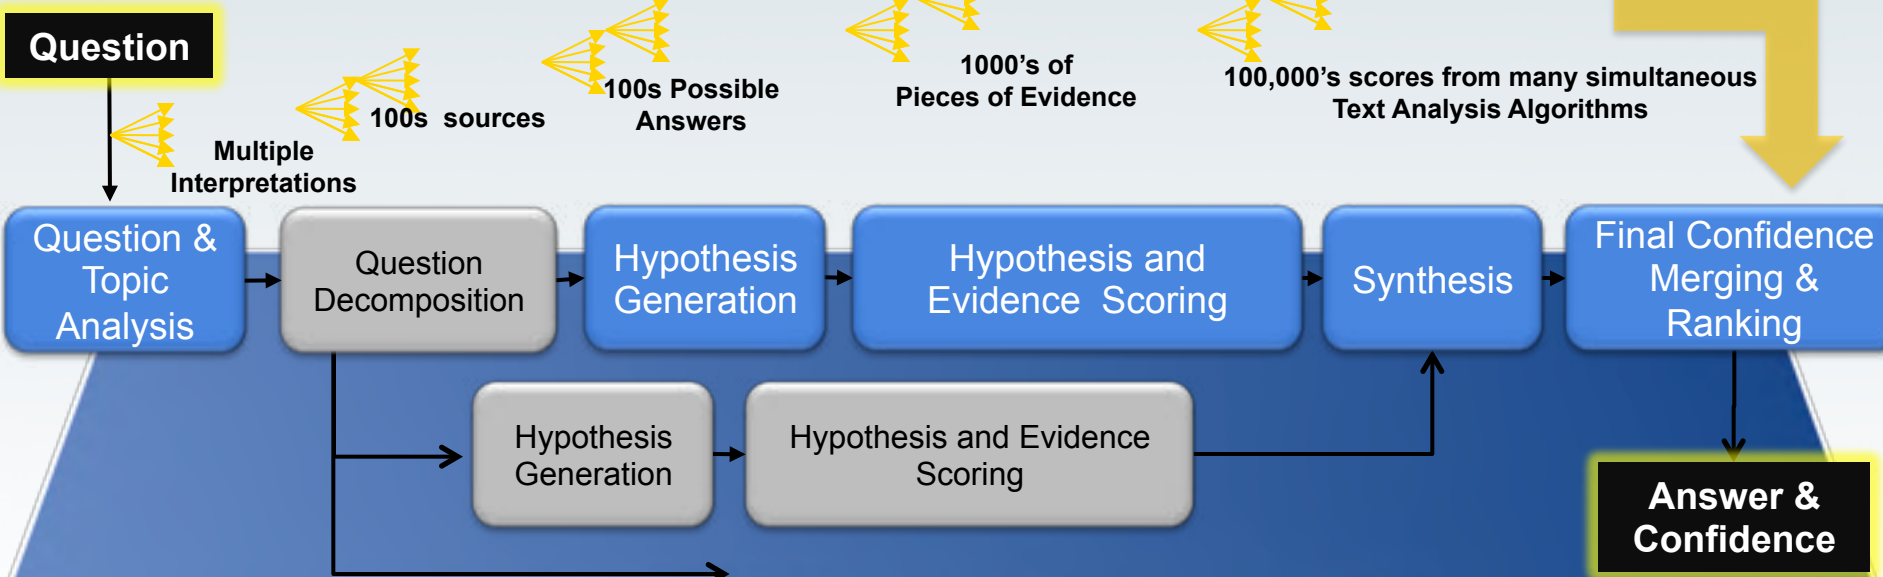 Question
100s  sources
100s Possible
Answers
1000's of
Pieces of Evidence
100,000's scores from many simultaneous
Text Analysis Algorithms
Multiple
Interpretations
Question &
Topic
Analysis
Question
Decomposition
Hypothesis
Generation
Hypothesis and
Evidence  Scoring
Synthesis
Final Confidence
Merging &
Ranking
Hypothesis
Generation
Hypothesis and Evidence
Scoring
Answer &
Confidence